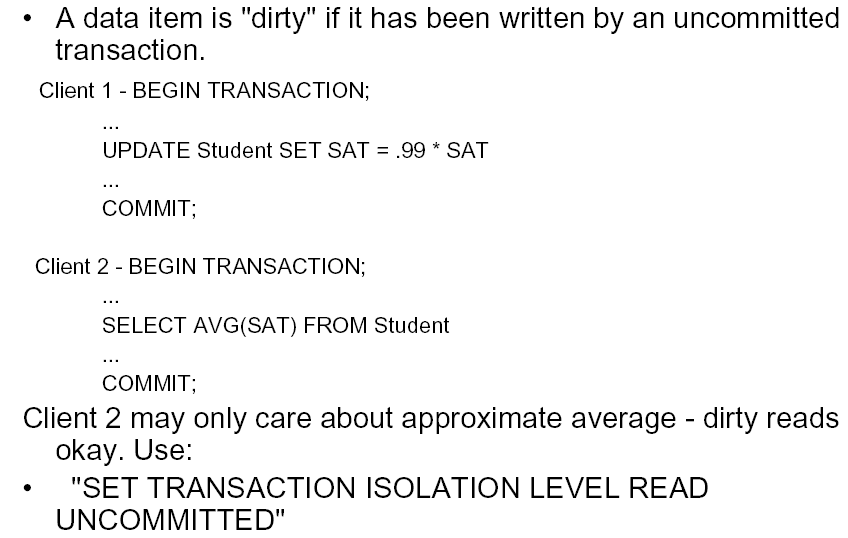 • A data item is "dirty" if it has been written by an uncommitted
transaction.
Client 1 - BEGIN TRANSACTION;
...
UPDATE Student SET SAT = .99 * SAT
...
COMMIT;
Client 2 - BEGIN TRANSACTION;
...
SELECT AVG(SAT) FROM Student
...
COMMIT;
Client 2 may only care about approximate average - dirty reads
okay. Use:
• "SET TRANSACTION ISOLATION LEVEL READ
UNCOMMITTED"